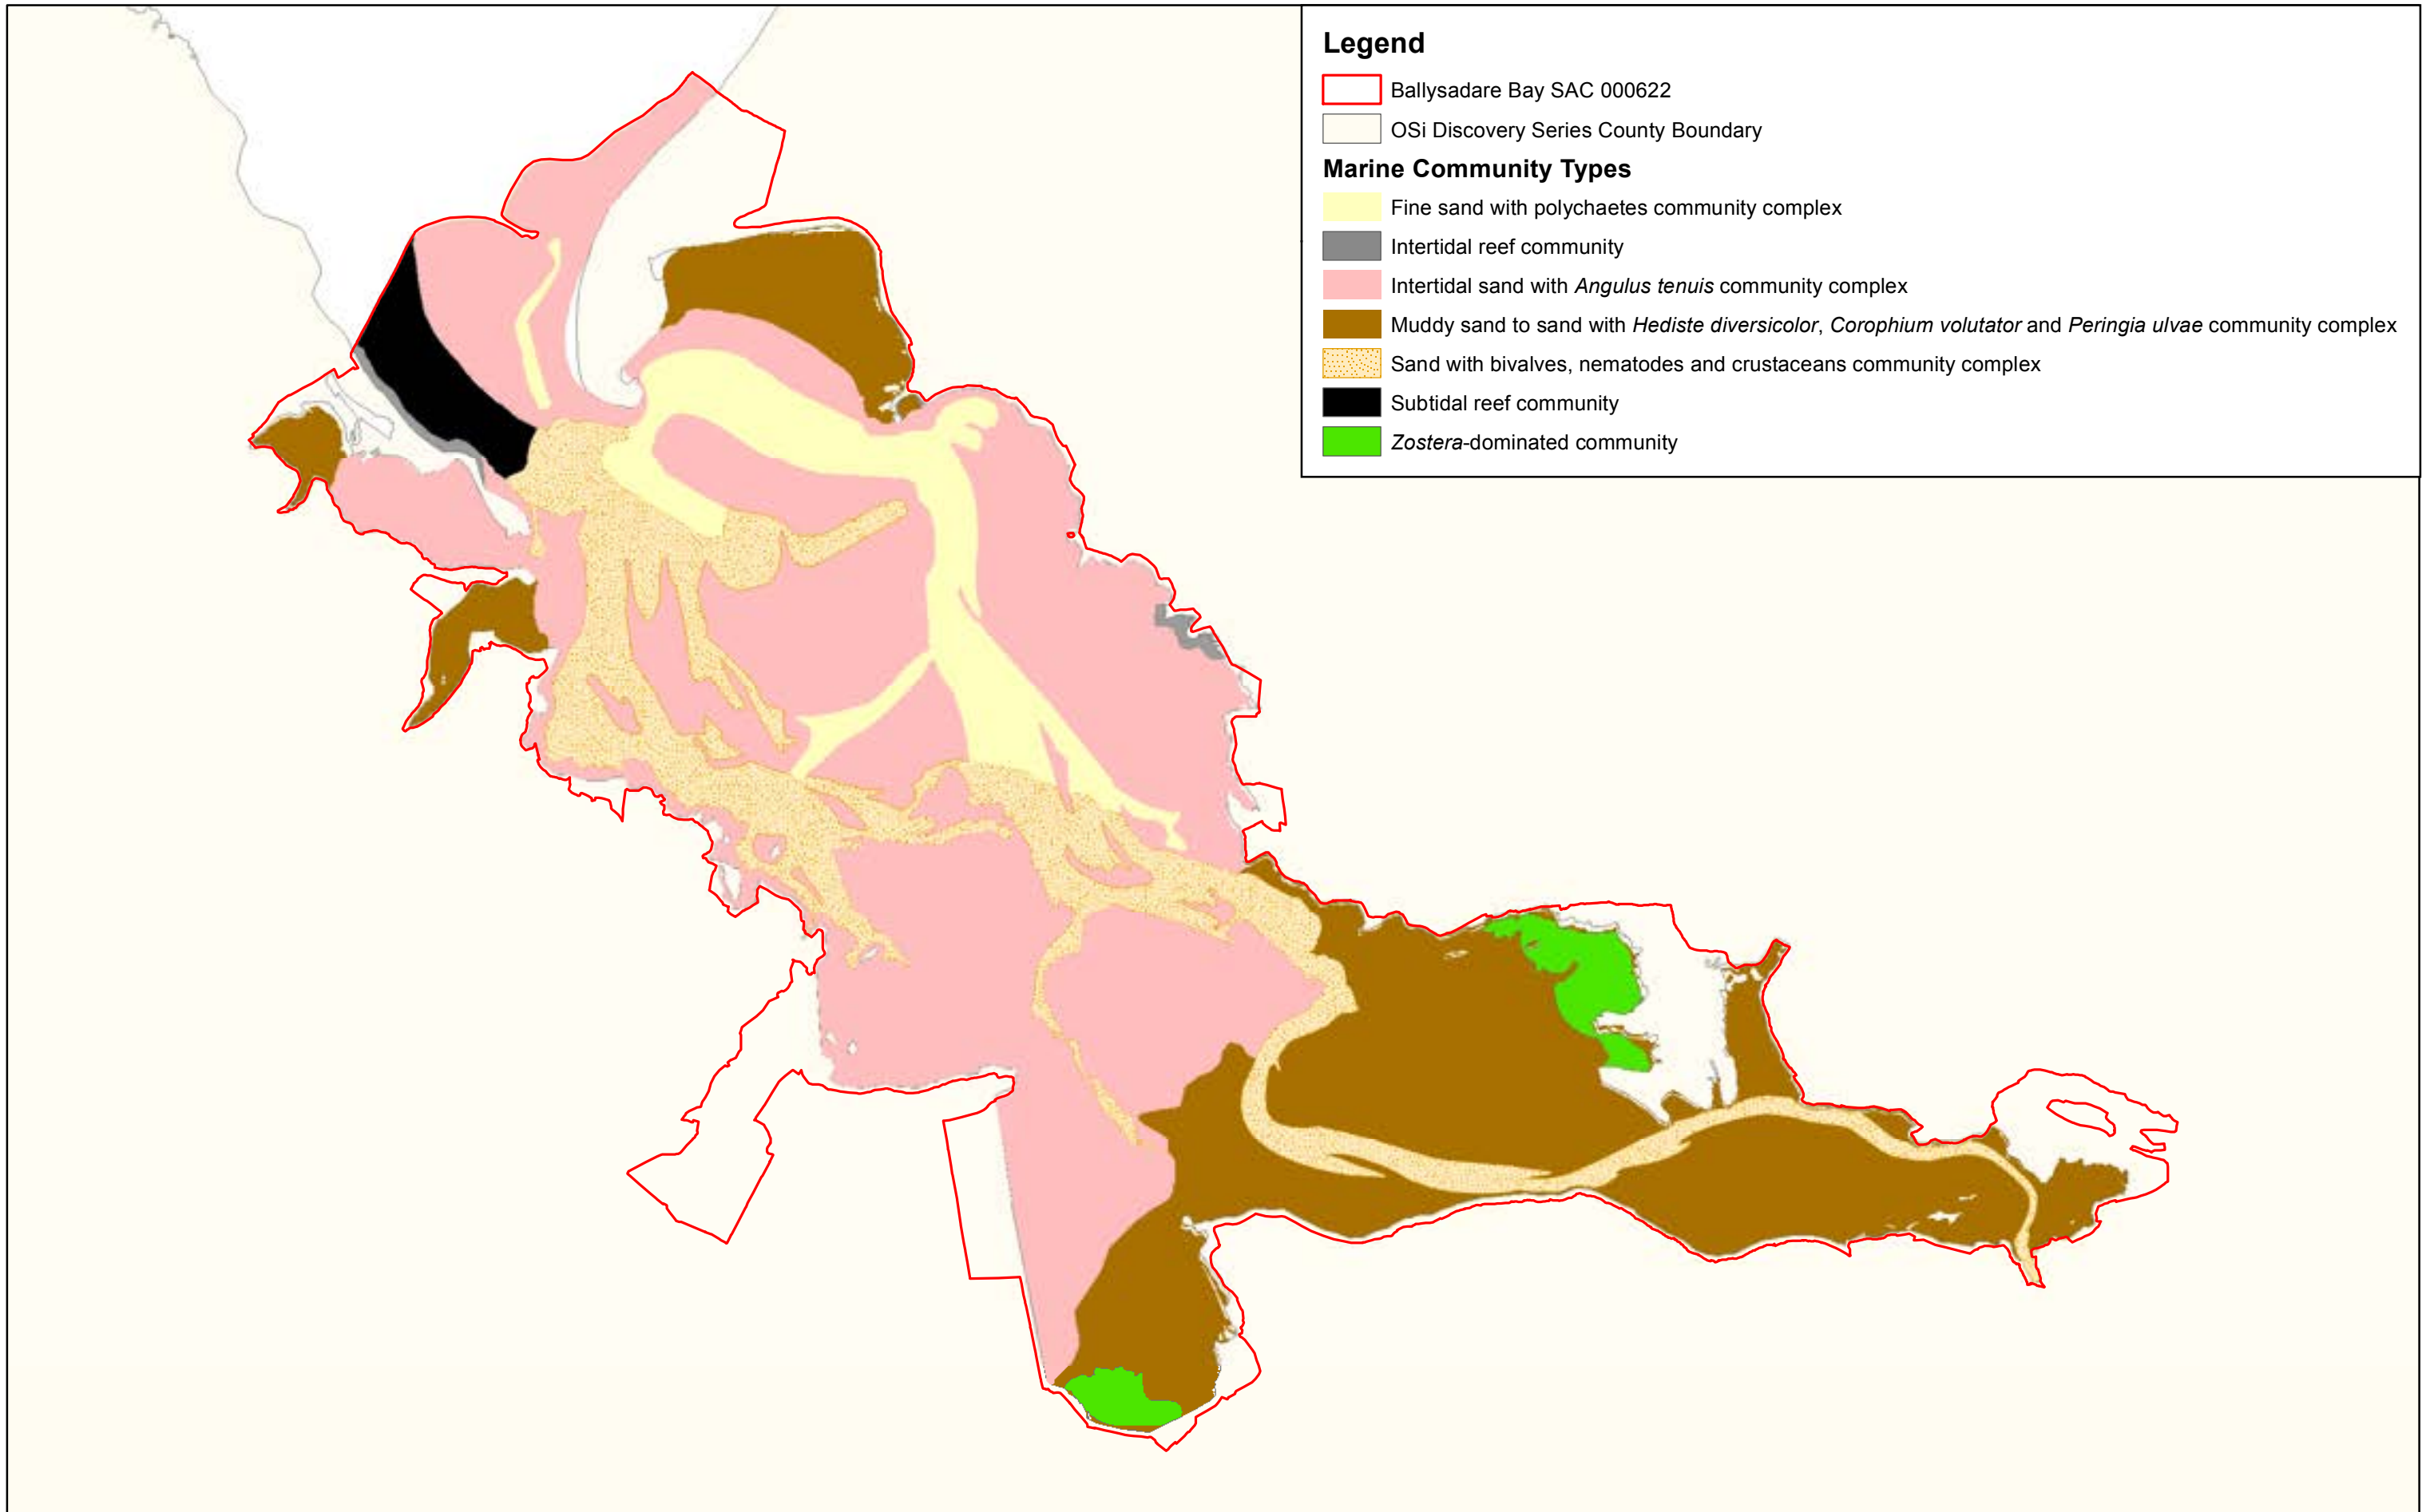 Legend
Ballysadare Bay SAC 000622
OSi Discovery Series County Boundary
Marine Community Types
Fine sand with polychaetes community complex
Intertidal reef community
Intertidal sand with Angulus tenuis community complex
Muddy sand to sand with Hediste diversicolor, Corophium volutator and Peringia ulvae community complex
Sand with bivalves, nematodes and crustaceans community complex
Subtidal reef community
Zostera-dominated community